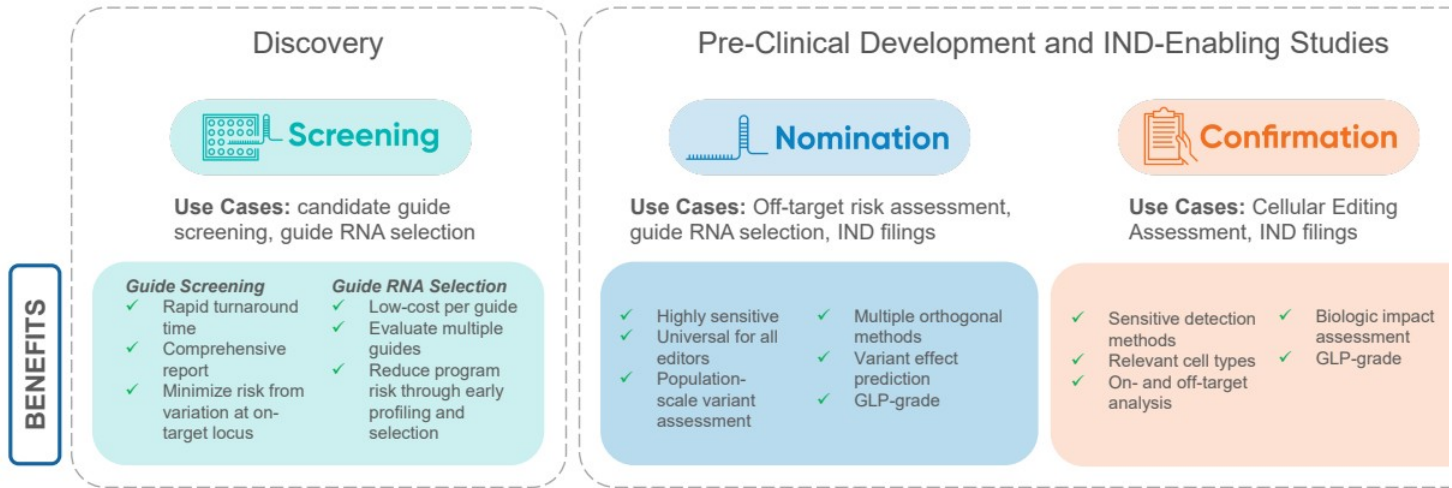 Discovery
Screening
Use Cases: candidate guide
screening, guide RNA selection
Guide Screening
Rapid turnaround
time
Comprehensive
report
Minimize risk from
variation at on-
target locus
Guide RNA Selection
Low-cost per guide
Evaluate multiple
guides
Reduce program
risk through early
profiling and
selection
Pre-Clinical Development and IND-Enabling Studies
Nomination
Use Cases: Off-target risk assessment,
guide RNA selection, IND filings
Highly sensitive
Universal for all
editors
Population-
scale variant
assessment
Multiple orthogonal
methods
Variant effect
prediction
GLP-grade
Confirmation
Use Cases: Cellular Editing
Assessment, IND filings
Sensitive detection
methods
Relevant cell types
On- and off-target
analysis
Biologic impact
assessment
GLP-grade
BENEFITS